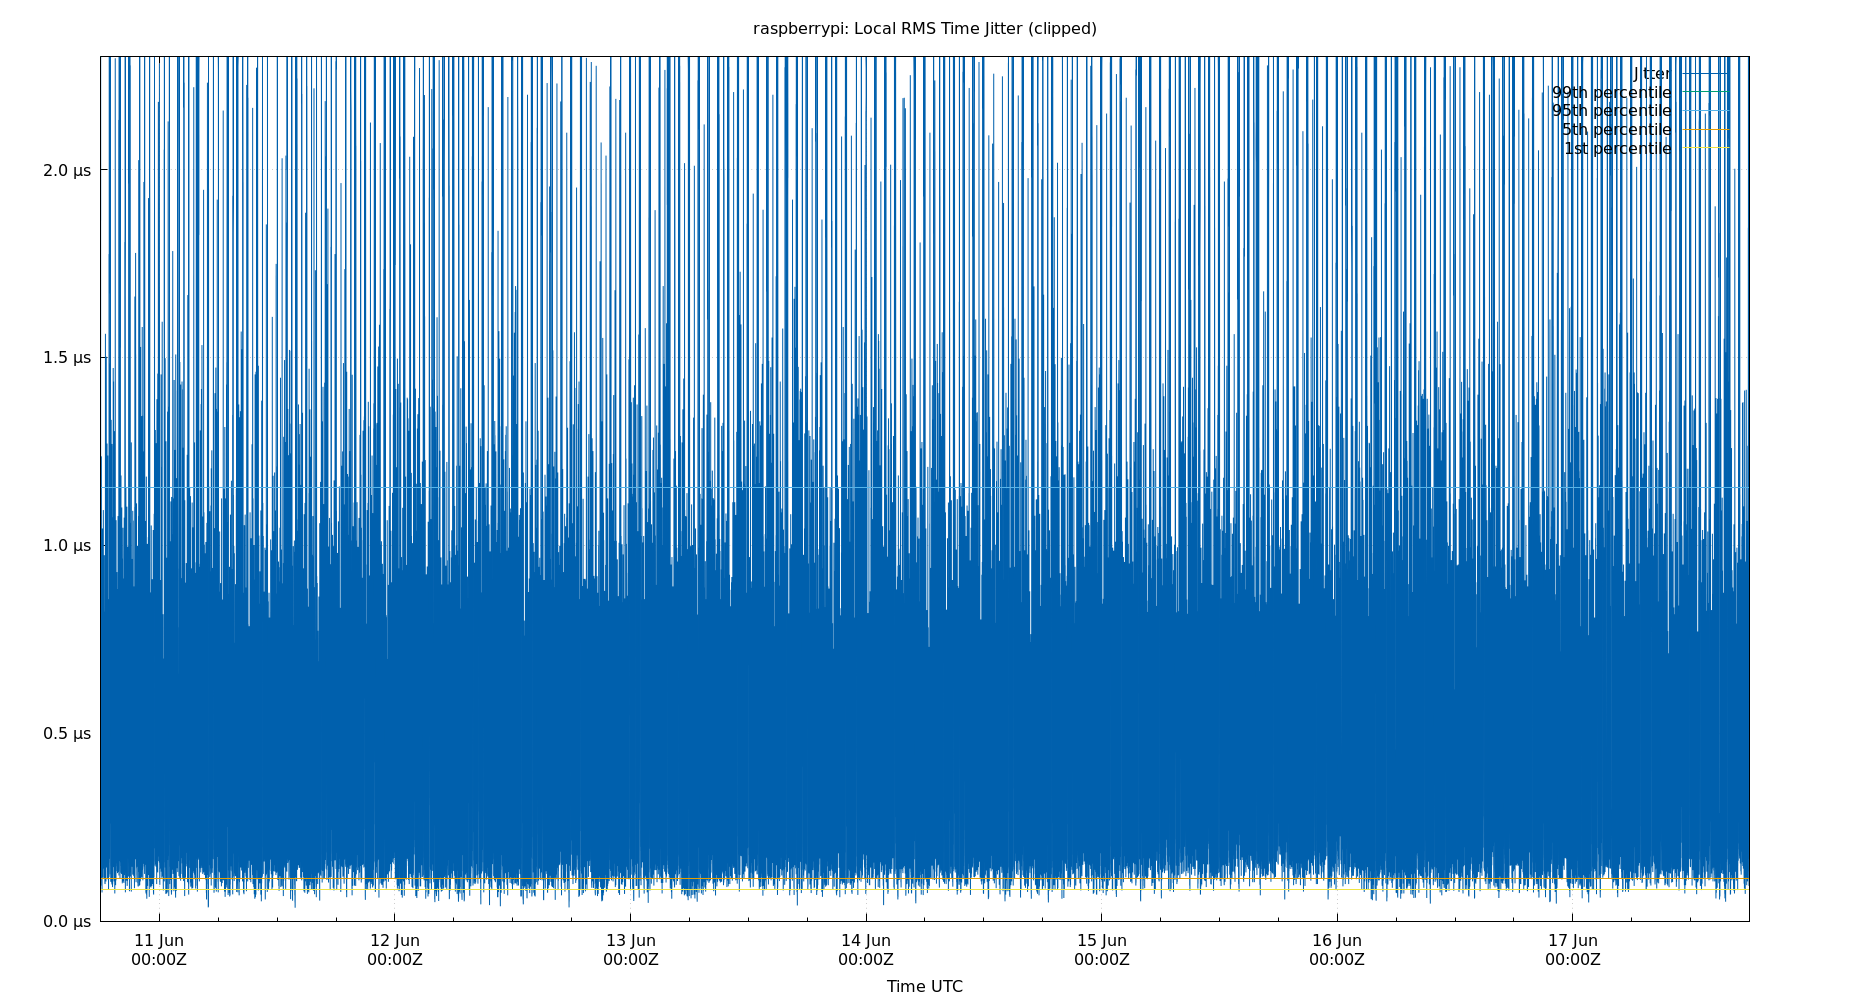 raspberrypi: Local RMS Time Jitter (clipped)
Jitter
99th percentile
95th percentile
5th percentile
1st percentile
2.0 µs
1.5 µs
1.0 µs
0.5 µs
0.0 µs
11 Jun 12 Jun 13 Jun 14 Jun 15 Jun 16 Jun 17 Jun
00:00Z 00:00Z 00:00Z 00:00Z 00:00Z 00:00Z 00:00Z
Time UTC